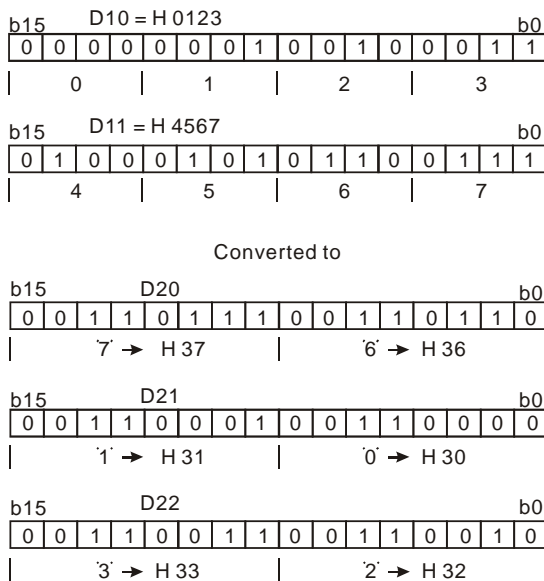 b15 D10 = H 0123 b0
0 0 0 0 0 0 0 1 0 0 1 0 0 0 1 1
0 1 2 3
b15 D11 = H 4567 b0
0 1 0 0 0 1 0 1 0 1 1 0 0 1 1 1
4 5 6 7
Converted to
b15 D20 b0
0 0 1 1 0 1 1 1 0 0 1 1 0 1 1 0
'7' → H 37 '6' → H 36
b15 D21 b0
0 0 1 1 0 0 0 1 0 0 1 1 0 0 0 0
'1' → H 31 '0' → H 30
b15 D22 b0
0 0 1 1 0 0 1 1 0 0 1 1 0 0 1 0
'3' → H 33 '2' → H 32